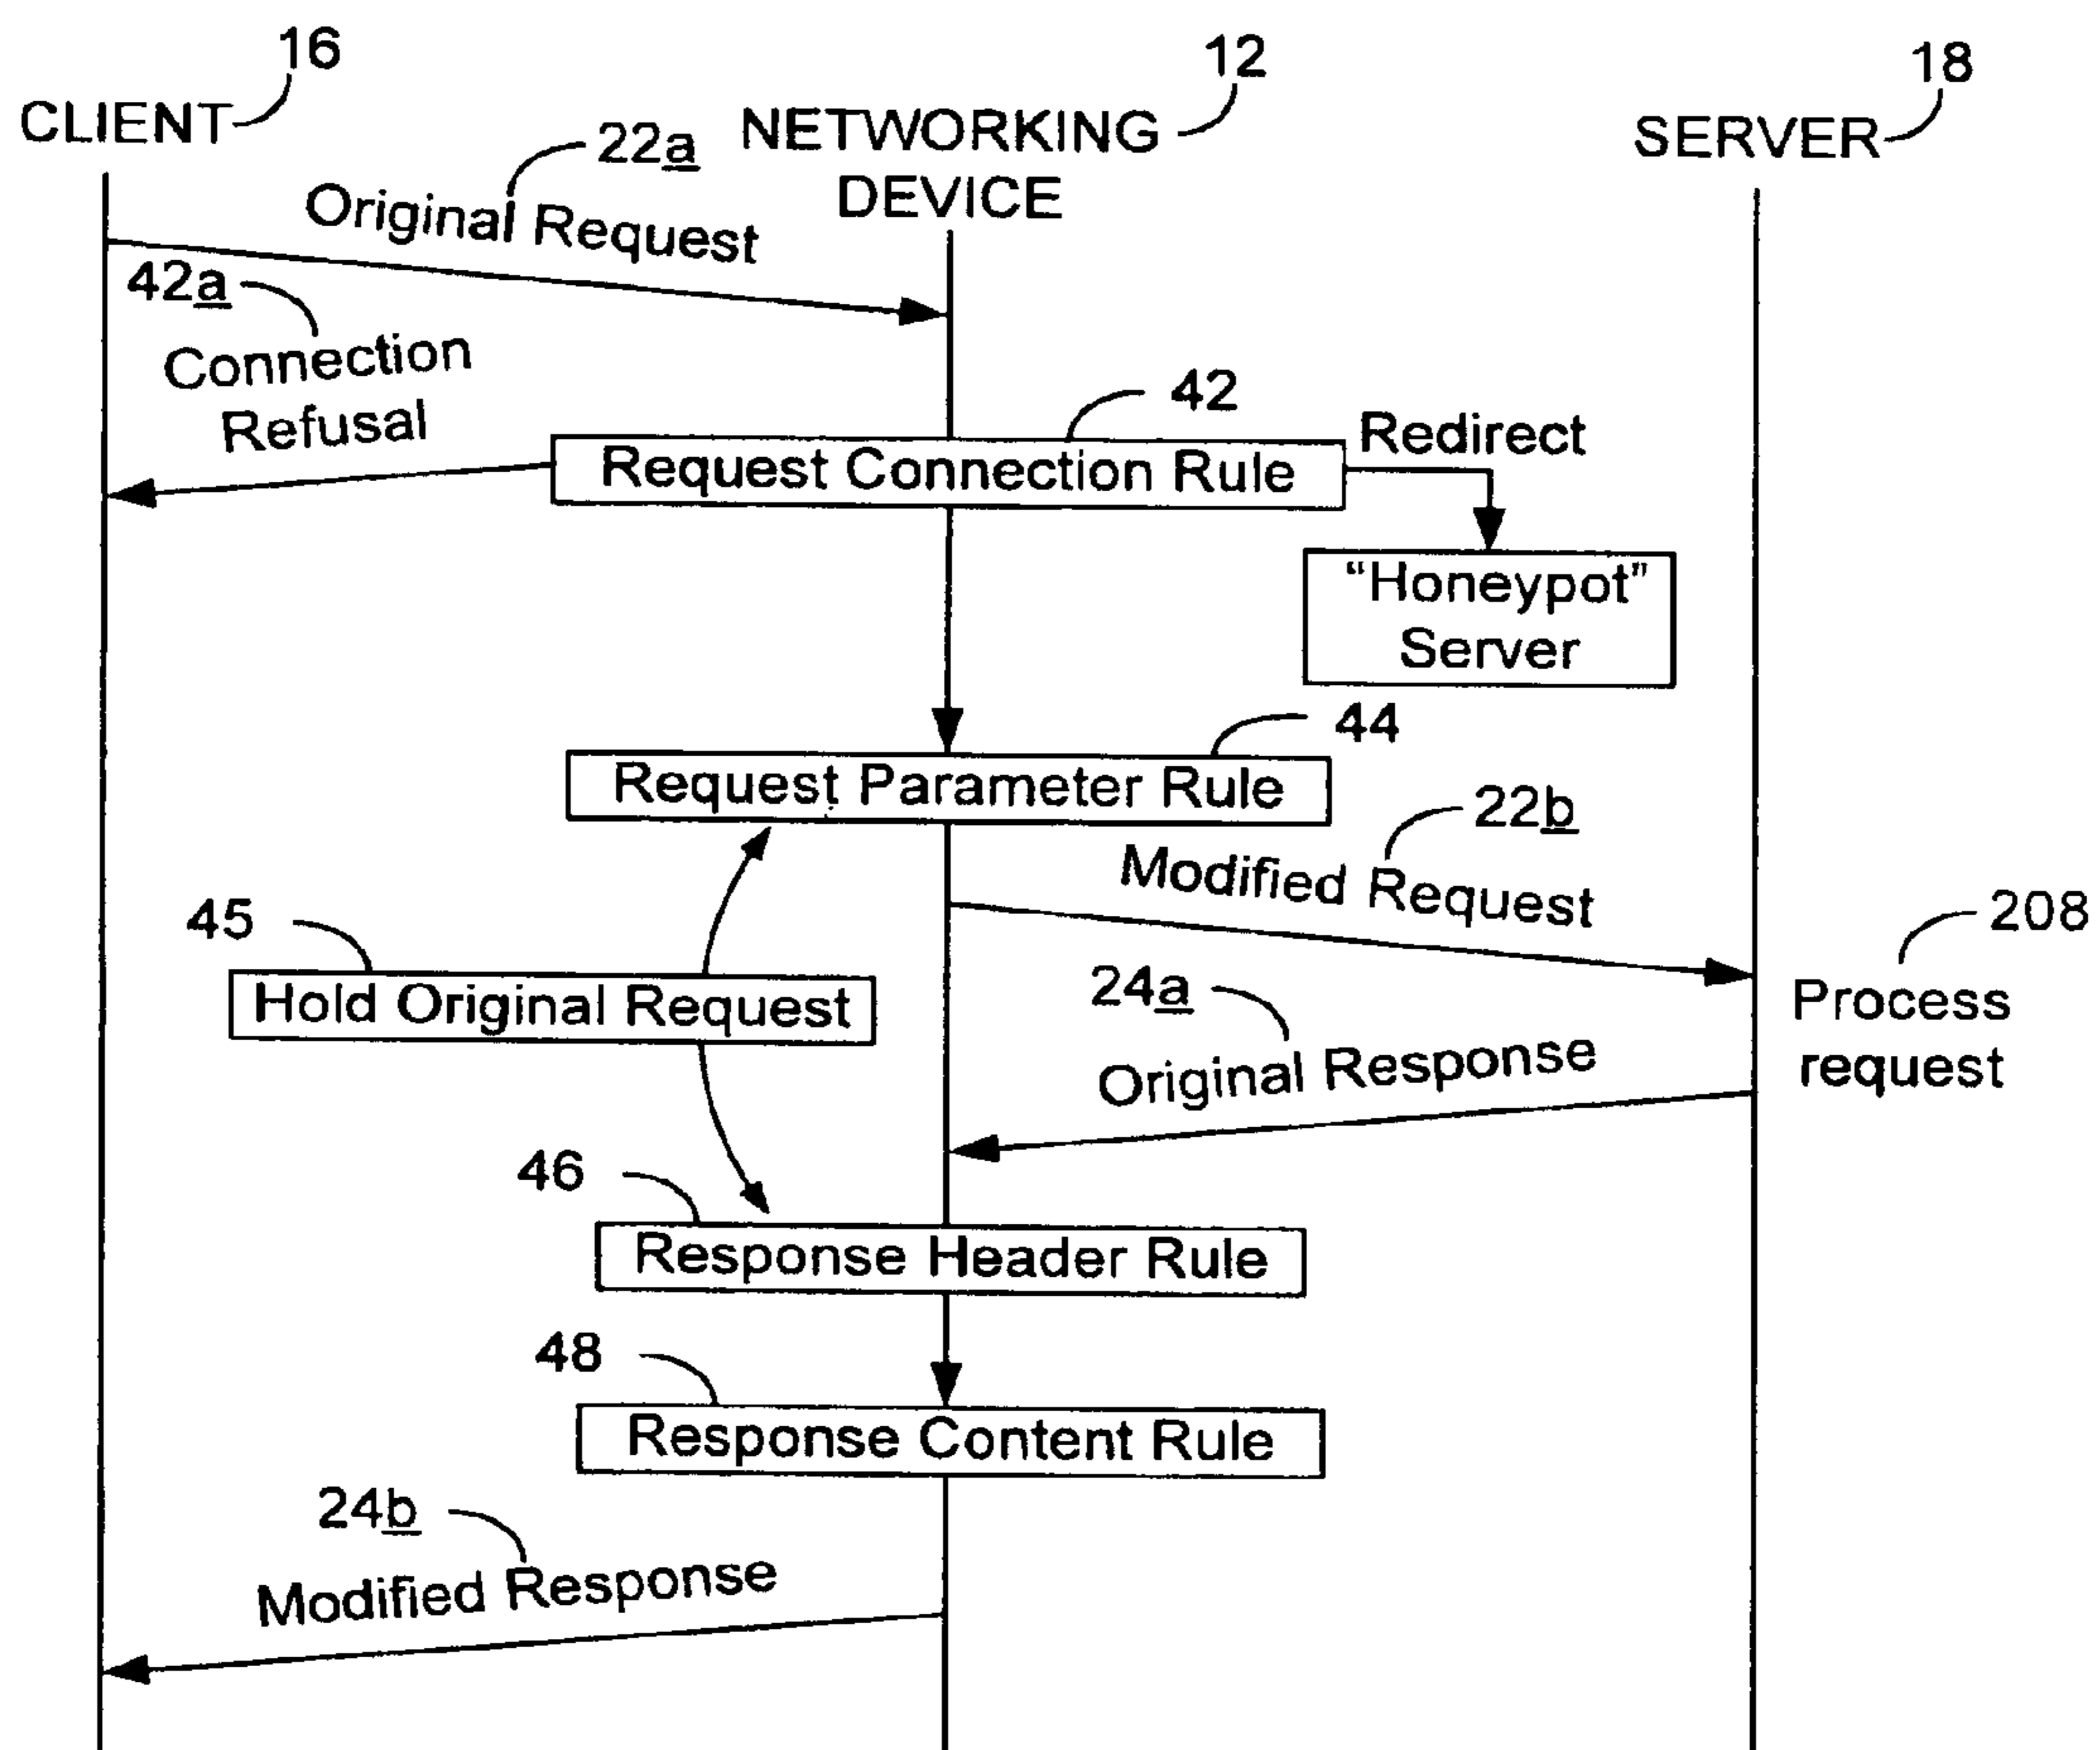 16
12
18
CLIENT
NETWORKING
DEVICE
SERVER
22a
Original Request
42a
Connection
Refusal
42
Request Connection Rule
Redirect
“Honeypot”
Server
44
Request Parameter Rule
22b
Modified Request
45
Hold Original Request
208
Process
request
24a
Original Response
46
Response Header Rule
48
Response Content Rule
24b
Modified Response